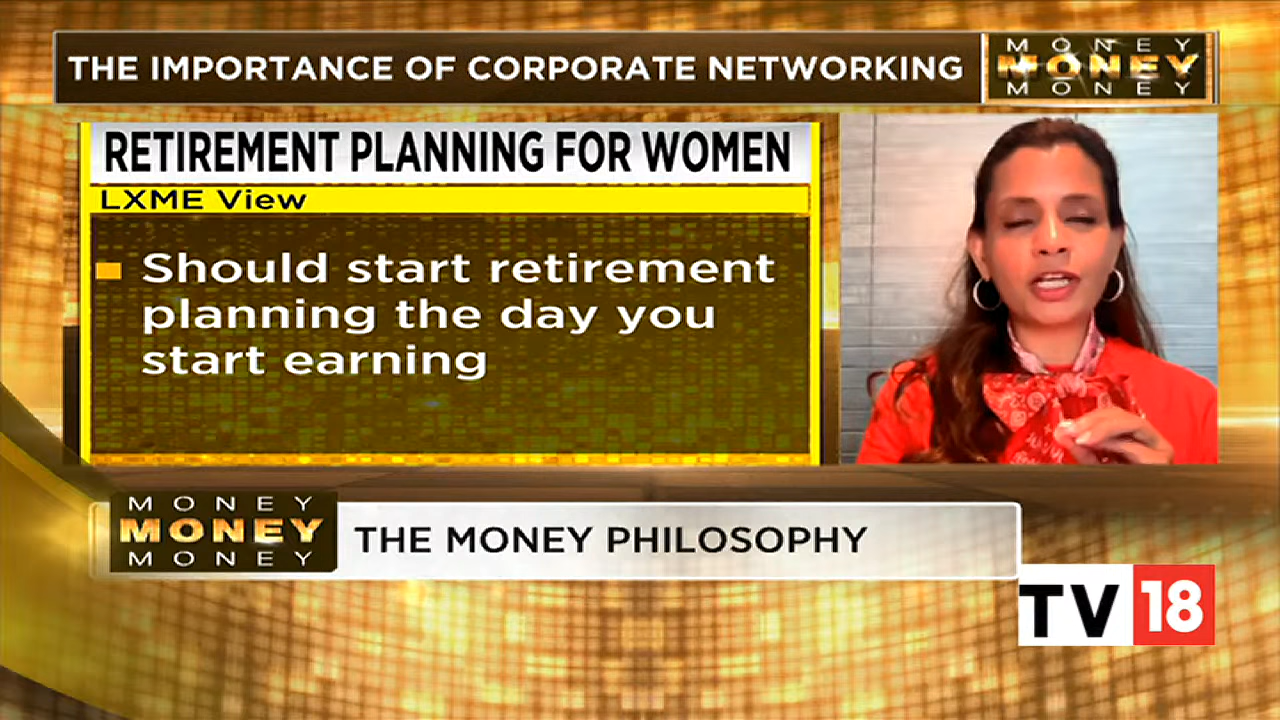 THE IMPORTANCE OF CORPORATE NETWORKING
MONEY
MONEY
MONEY
RETIREMENT PLANNING FOR WOMEN
LXME View
Should start retirement
planning the day you
start earning
MONEY
MONEY
MONEY
THE MONEY PHILOSOPHY
TV18